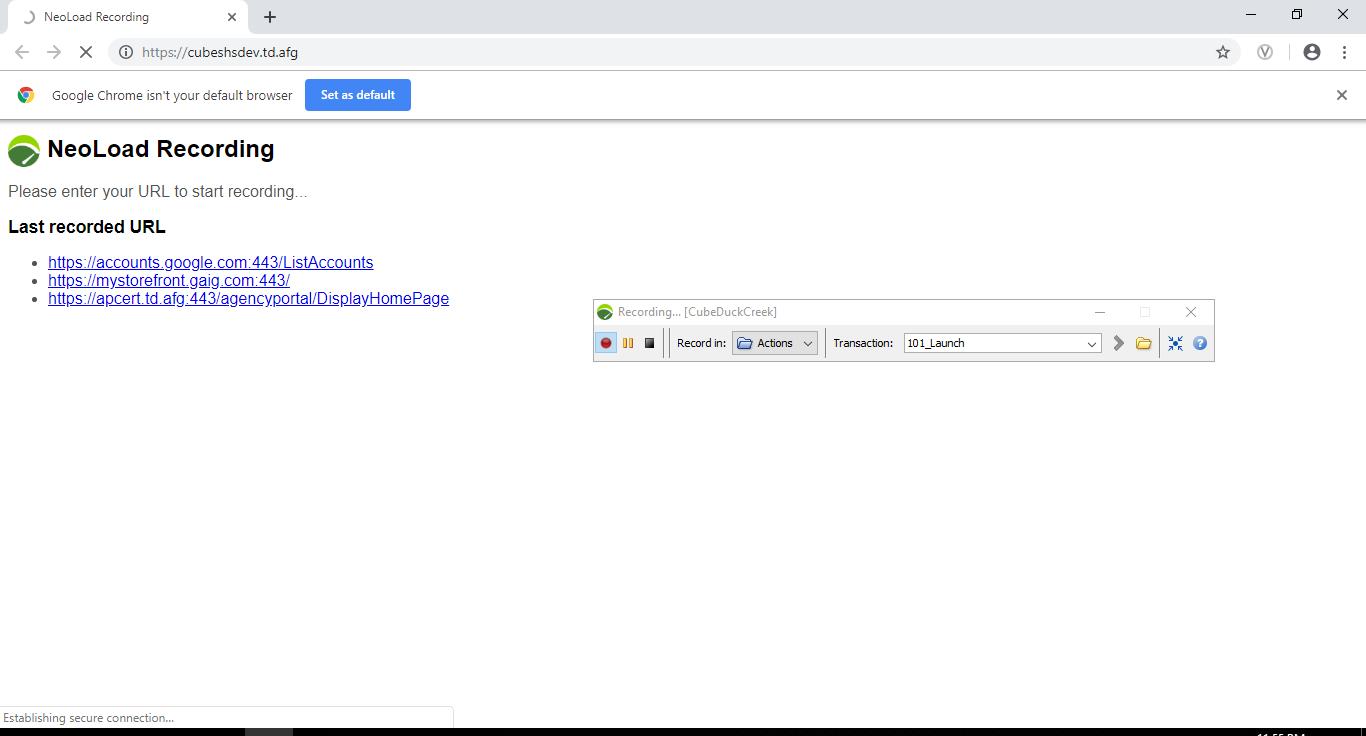 NeoLoad Recording
https://cubeshsdev.td.afg
Google Chrome isn't your default browser
Set as default
NeoLoad Recording
Please enter your URL to start recording...
Last recorded URL
https://accounts.google.com:443/ListAccounts
https://mystorefront.gaig.com:443/
https://apcert.td.afg:443/agencyportal/DisplayHomePage
Recording... [CubeDuckCreek]
Record in: Actions Transaction: 101_Launch
Establishing secure connection...